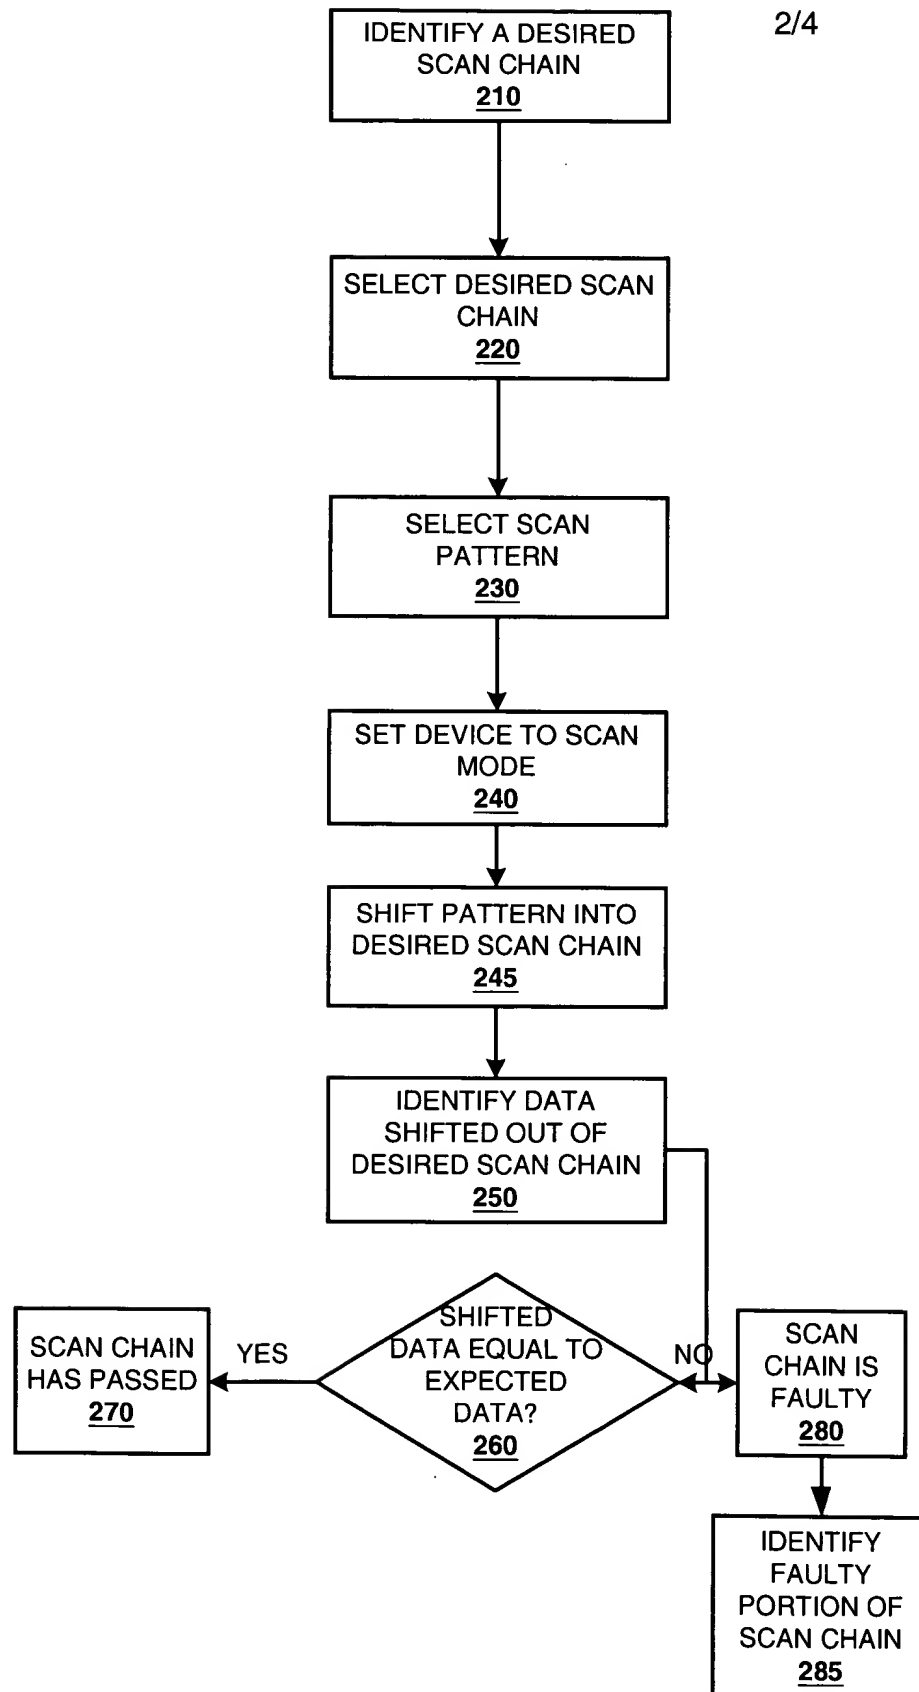 2/4
IDENTIFY A DESIRED
SCAN CHAIN
210
SELECT DESIRED SCAN
CHAIN
220
SELECT SCAN
PATTERN
230
SET DEVICE TO SCAN
MODE
240
SHIFT PATTERN INTO
DESIRED SCAN CHAIN
245
IDENTIFY DATA
SHIFTED OUT OF
DESIRED SCAN CHAIN
250
SHIFTED
DATA EQUAL TO
EXPECTED
DATA?
260
YES
NO
SCAN CHAIN
HAS PASSED
270
SCAN
CHAIN IS
FAULTY
280
IDENTIFY
FAULTY
PORTION OF
SCAN CHAIN
285